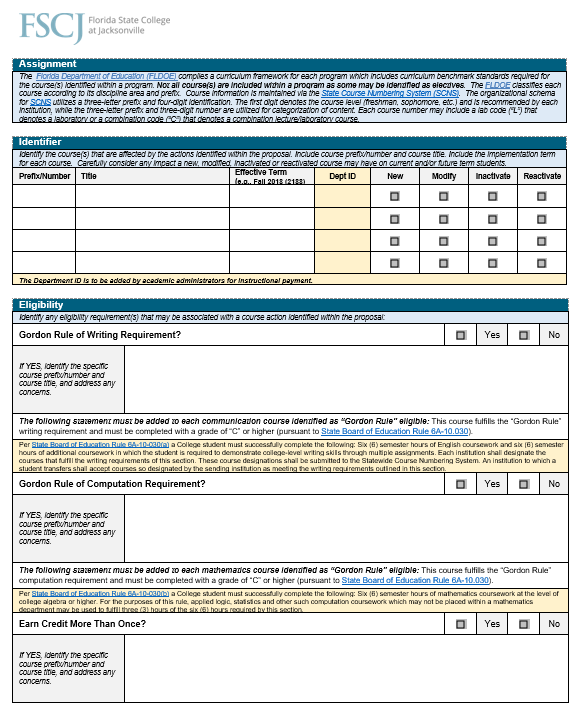 FSCJ Florida State College
at Jacksonville
Assignment
The Florida Department of Education (FLDOE) compiles a curriculum framework for each program which includes curriculum benchmark standards required for
the course(s) identified within a program. Not all course(s) are included within a program as some may be identified as electives. The FLDOE classifies each
course according to its discipline area and prefix. Course information is maintained via the State Course Numbering System (SCNS). The organizational schema
for SCNS utilizes a three-letter prefix and four-digit identification. The first digit denotes the course level (freshman, sophomore, etc.) and is recommended by each
institution, while the three-letter prefix and three-digit number are utilized for categorization of content. Each course number may include a lab code ("L") that
denotes a laboratory or a combination code ("C") that denotes a combination lecture/laboratory course.
Identifier
Identify the course(s) that are affected by the actions identified within the proposal. Include course prefix/number and course title. Include the implementation term
for each course. Carefully consider any impact a new, modified, inactivated or reactivated course may have on current and/or future term students.
Prefix/Number Title Effective Term Dept ID New Modify Inactivate Reactivate
(e.g., Fall 2018 (2188)
The Department ID is to be added by academic administrators for instructional payment.
Eligibility
Identify any eligibility requirement(s) that may be associated with a course action identified within the proposal:
Gordon Rule of Writing Requirement? Yes No
If YES, identify the specific
course prefix/number and
course title, and address any
concerns.
The following statement must be added to each communication course identified as "Gordon Rule" eligible: This course fulfills the "Gordon Rule"
writing requirement and must be completed with a grade of "C" or higher (pursuant to State Board of Education Rule 6A-10.030).
Per State Board of Education Rule 6A-10-030(a) a College student must successfully complete the following: Six (6) semester hours of English coursework and six (6) semester
hours of additional coursework in which the student is required to demonstrate college-level writing skills through multiple assignments. Each institution shall designate the
courses that fulfill the writing requirements of this section. These course designations shall be submitted to the Statewide Course Numbering System. An institution to which a
student transfers shall accept courses so designated by the sending institution as meeting the writing requirements outlined in this section.
Gordon Rule of Computation Requirement? Yes No
If YES, identify the specific
course prefix/number and
course title, and address any
concerns.
The following statement must be added to each mathematics course identified as "Gordon Rule" eligible: This course fulfills the "Gordon Rule"
computation requirement and must be completed with a grade of "C" or higher (pursuant to State Board of Education Rule 6A-10.030).
Per State Board of Education Rule 6A-10-030(b) a College student must successfully complete the following: Six (6) semester hours of mathematics coursework at the level of
college algebra or higher. For the purposes of this rule, applied logic, statistics and other such computation coursework which may not be placed within a mathematics
department may be used to fulfill three (3) hours of the six (6) hours required by this section.
Earn Credit More Than Once? Yes No
If YES, identify the specific
course prefix/number and
course title, and address any
concerns.